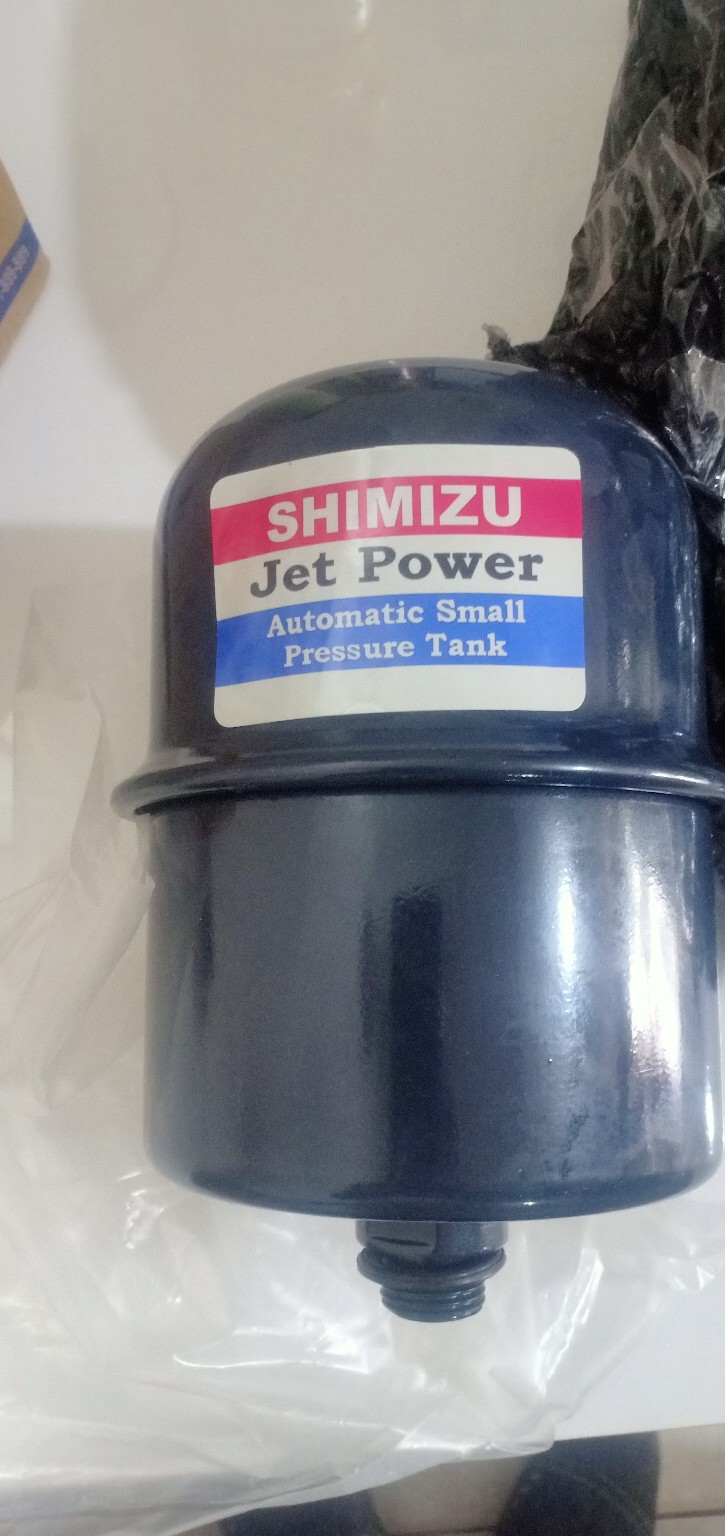 SHIMIZU
Jet Power
Automatic Small
Pressure Tank